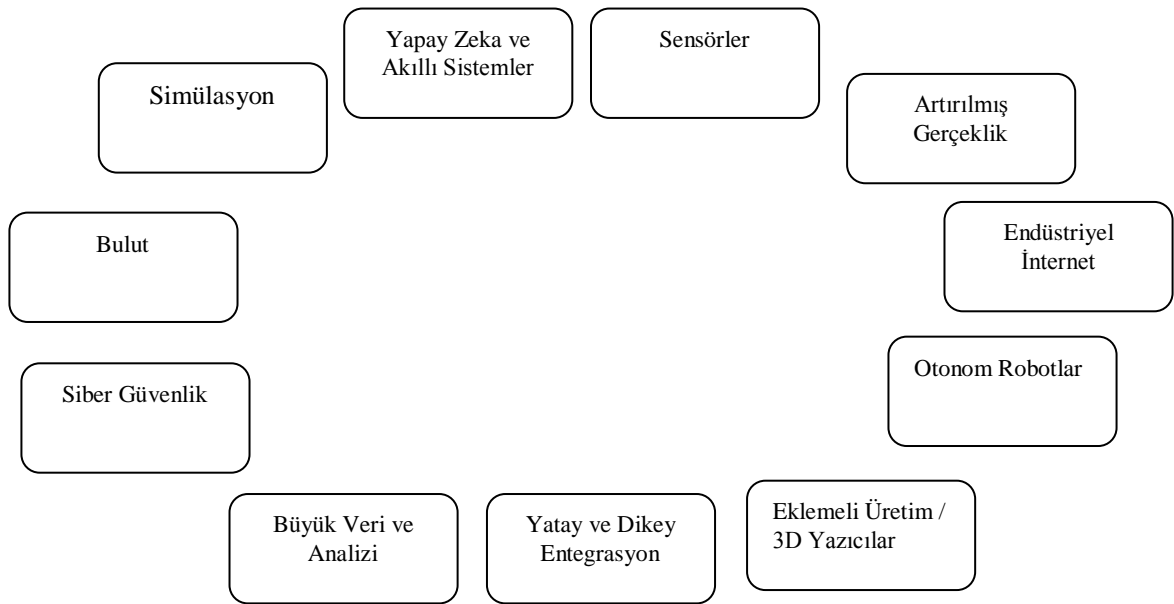 Yapay Zeka ve
Akıllı Sistemler
Sensörler
Simülasyon
Artırılmış
Gerçeklik
Bulut
Endüstriyel
İnternet
Siber Güvenlik
Otonom Robotlar
Büyük Veri ve
Analizi
Yatay ve Dikey
Entegrasyon
Eklemeli Üretim /
3D Yazıcılar